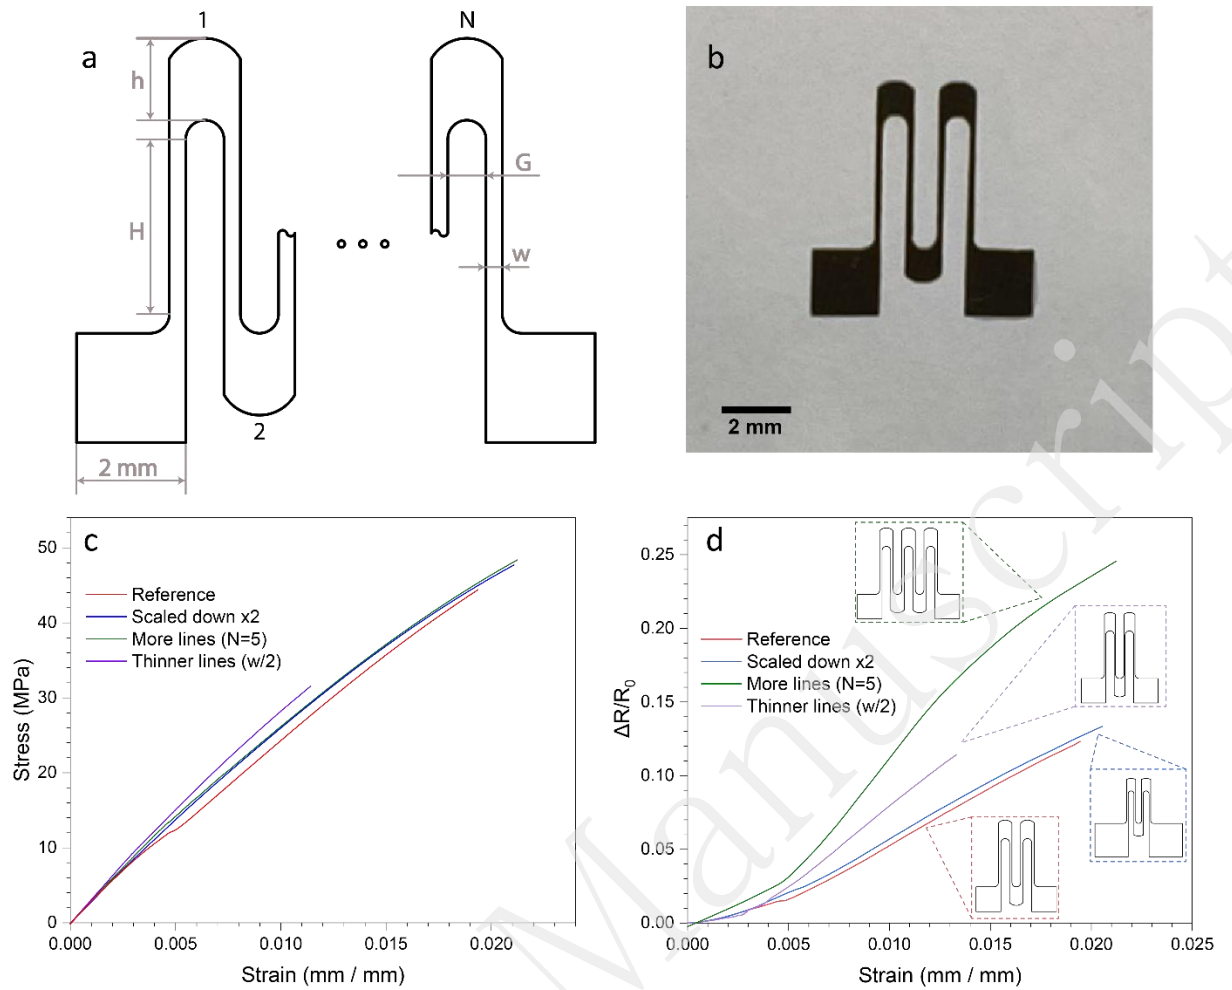 a
1
N
h
H
G
w
2 mm
2
b
2 mm
c
Reference
Scaled down x2
More lines (N=5)
Thinner lines (w/2)
Stress (MPa)
50
40
30
20
10
0
0.000 0.005 0.010 0.015 0.020
Strain (mm / mm)
d
Reference
Scaled down x2
More lines (N=5)
Thinner lines (w/2)
ΔR/R0
0.25
0.20
0.15
0.10
0.05
0.00
0.000 0.005 0.010 0.015 0.020 0.025
Strain (mm / mm)
Manuscript